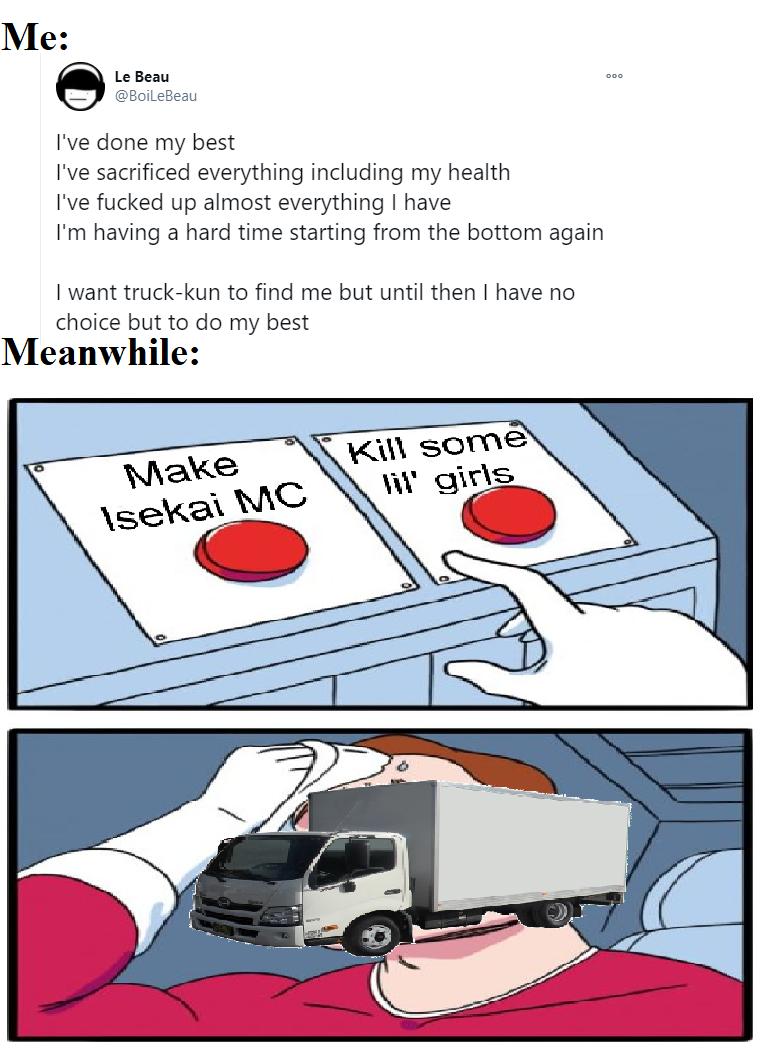 Me:
Le Beau
@BoiLeBeau
I've done my best
I've sacrificed everything including my health
I've fucked up almost everything I have
I'm having a hard time starting from the bottom again
I want truck-kun to find me but until then I have no
choice but to do my best
Meanwhile:
Make
Isekai MC
Kill some
lil' girls